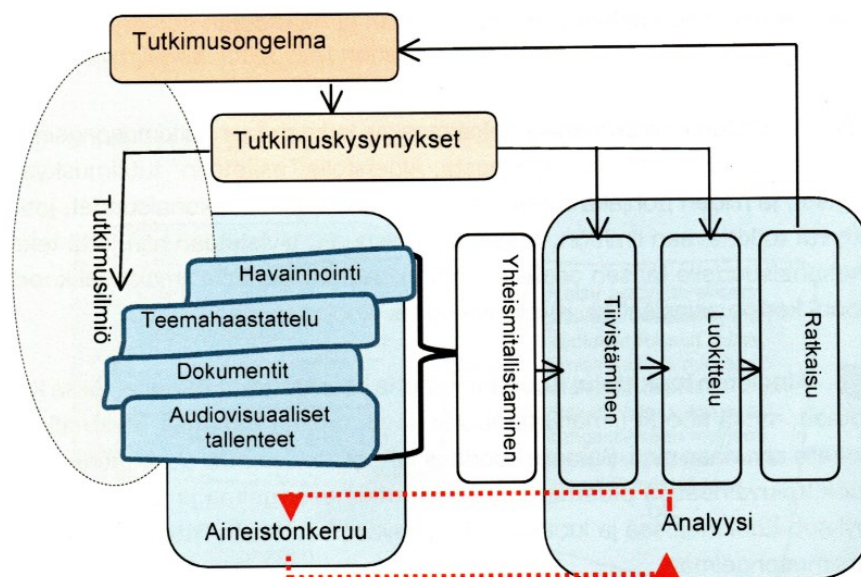 Tutkimusongelma
Tutkimuskysymykset
Tutkimusilmiö
Havainnointi
Teemahaastattelu
Dokumentit
Audiovisuaaliset
tallenteet
Aineistonkeruu
Yhteismitallistaminen
Tiivistäminen
Luokittelu
Ratkaisu
Analyysi